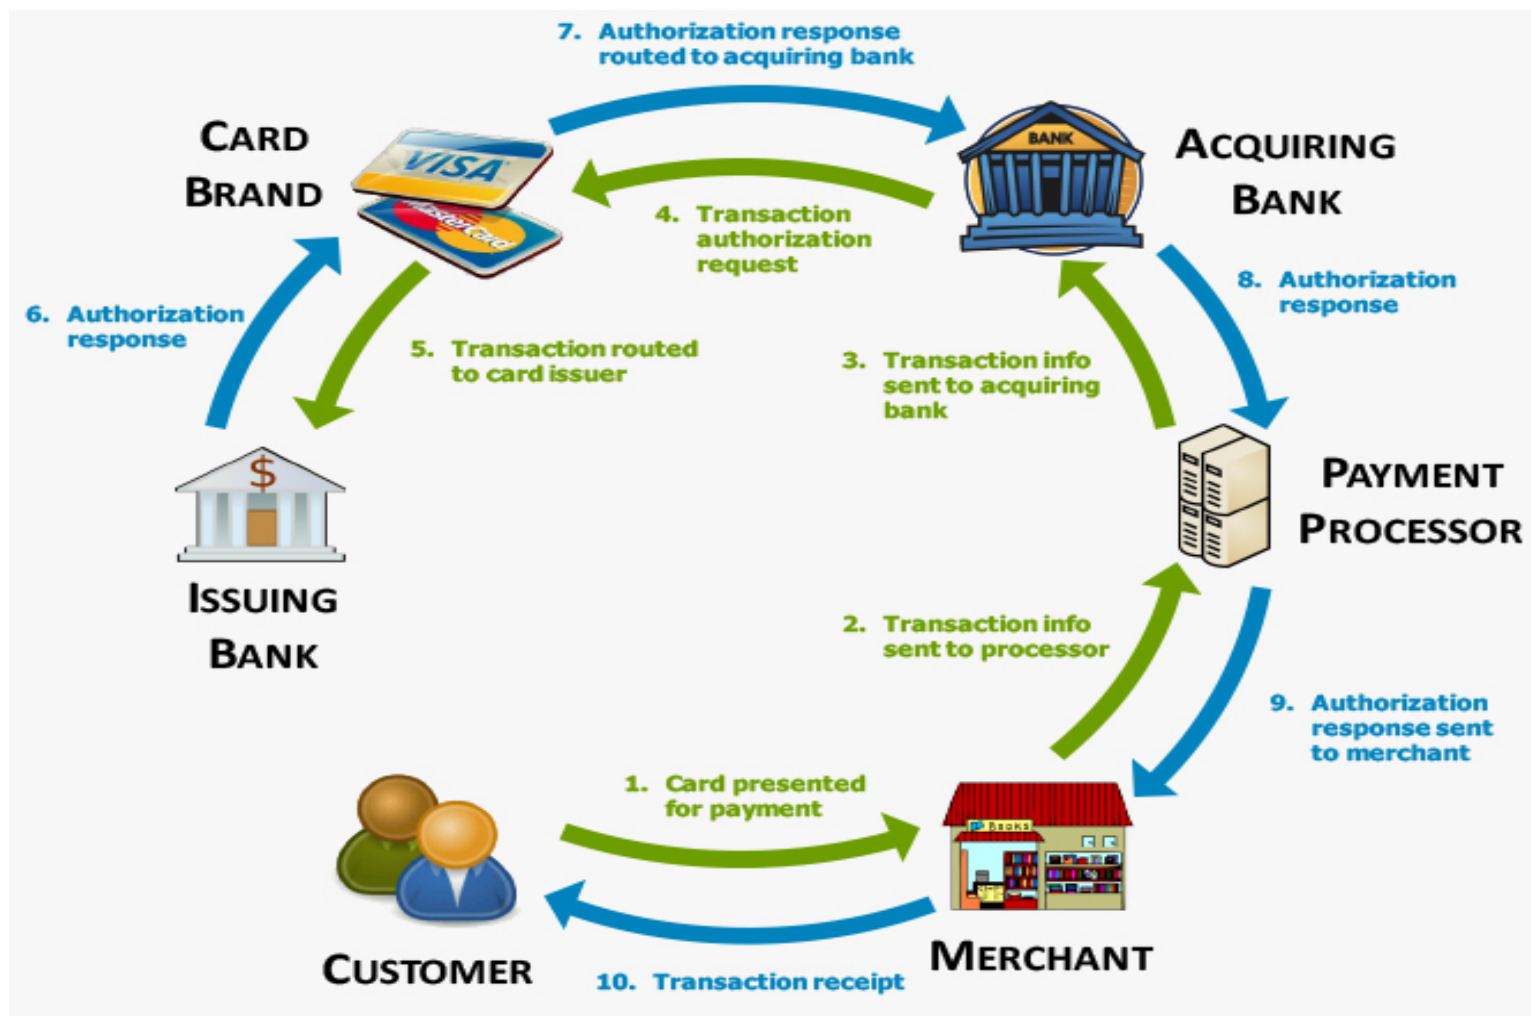 7. Authorization response
routed to acquiring bank
CARD
BRAND
VISA
MasterCard
BANK
ACQUIRING
BANK
4. Transaction
authorization
request
6. Authorization
response
5. Transaction routed
to card issuer
8. Authorization
response
3. Transaction info
sent to acquiring
bank
$
ISSUING
BANK
PAYMENT
PROCESSOR
2. Transaction info
sent to processor
9. Authorization
response sent
to merchant
1. Card presented
for payment
BOOKS
CUSTOMER
MERCHANT
10. Transaction receipt